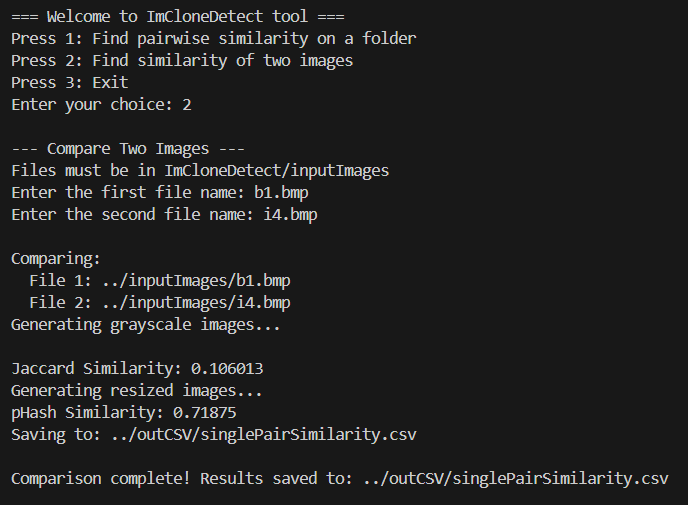 === Welcome to ImCloneDetect tool ===
Press 1: Find pairwise similarity on a folder
Press 2: Find similarity of two images
Press 3: Exit
Enter your choice: 2
--- Compare Two Images ---
Files must be in ImCloneDetect/inputImages
Enter the first file name: b1.bmp
Enter the second file name: i4.bmp
Comparing:
  File 1: ../inputImages/b1.bmp
  File 2: ../inputImages/i4.bmp
Generating grayscale images...
Jaccard Similarity: 0.106013
Generating resized images...
pHash Similarity: 0.71875
Saving to: ../outCSV/singlePairSimilarity.csv
Comparison complete! Results saved to: ../outCSV/singlePairSimilarity.csv